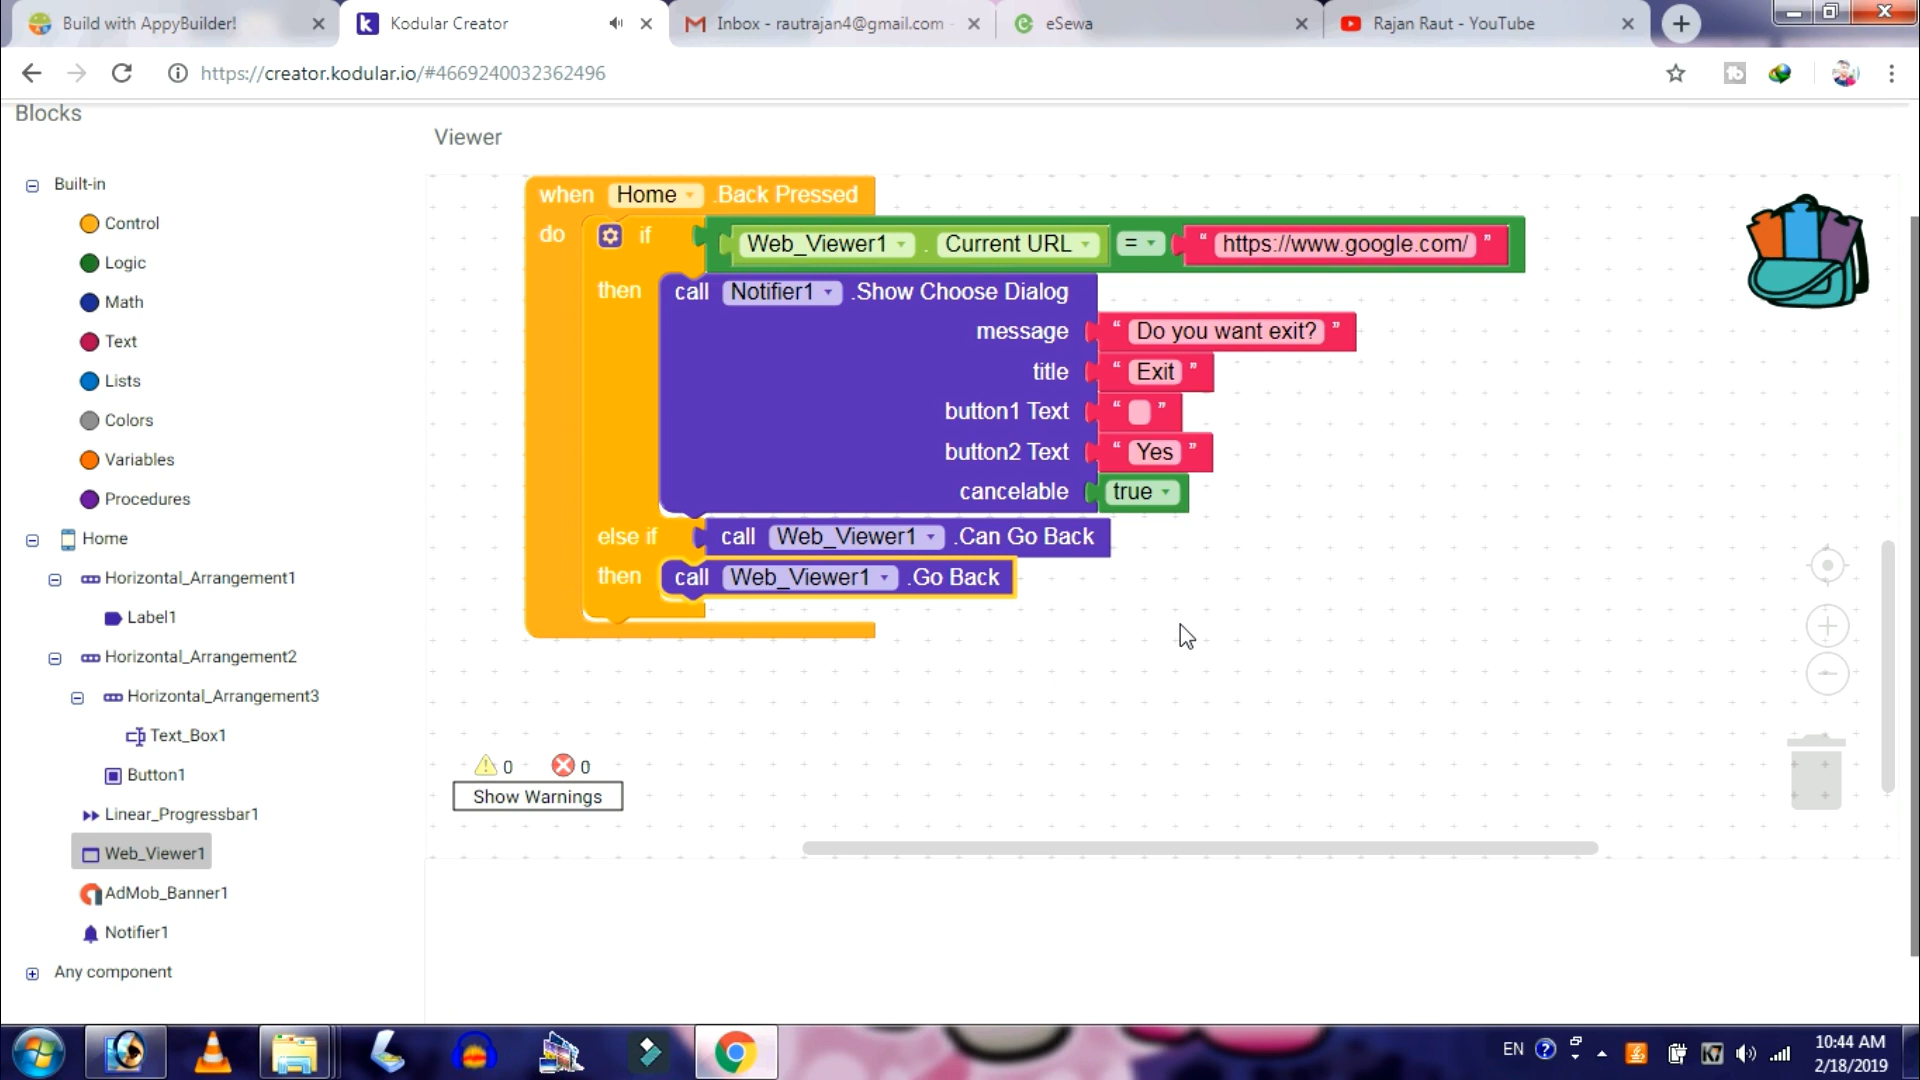 Build with AppyBuilder!
Kodular Creator
Inbox - rautrajan4@gmail.com -
eSewa
Rajan Raut - YouTube
https://creator.kodular.io/#4669240032362496
Blocks
Viewer
Built-in
Control
Logic
Math
Text
Lists
Colors
Variables
Procedures
Home
Horizontal_Arrangement1
Label1
Horizontal_Arrangement2
Horizontal_Arrangement3
Text_Box1
Button1
Linear_Progressbar1
Web_Viewer1
AdMob_Banner1
Notifier1
Any component
when Home .Back Pressed
do if Web_Viewer1 . Current URL = “ https://www.google.com/ ”
then call Notifier1 .Show Choose Dialog
message “ Do you want exit? ”
title “ Exit ”
button1 Text “ ”
button2 Text “ Yes ”
cancelable true
else if call Web_Viewer1 .Can Go Back
then call Web_Viewer1 .Go Back
0 0
Show Warnings
EN
10:44 AM
2/18/2019